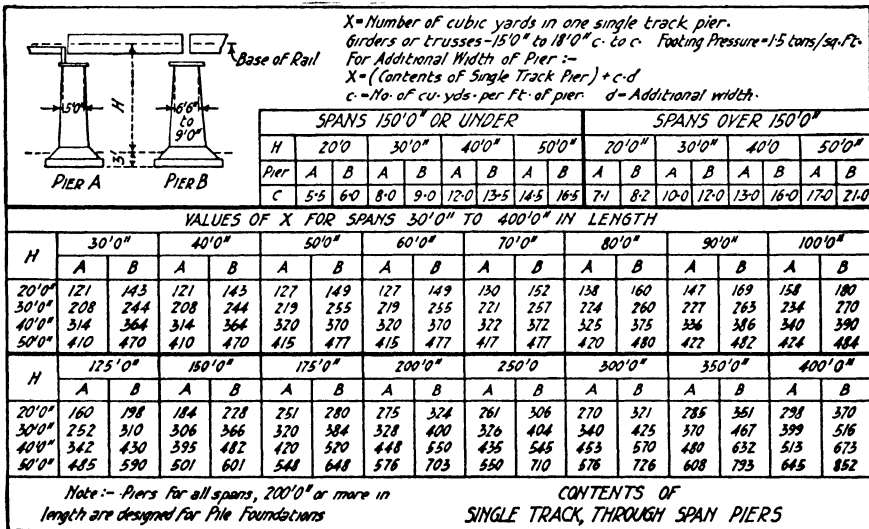 X=Number of cubic yards in one single track pier.
Girders or trusses-15'0" to 18'0" c. to c. Footing Pressure=1.5 tons/sq.ft.
For Additional Width of Pier :-
X=(Contents of Single Track Pier)+c.d
c.=No. of cu. yds. per ft. of pier. d=Additional width.
Base of Rail
H
5'0"
6'6" to 9'0"
3'
PIER A PIER B
SPANS 150'0" OR UNDER SPANS OVER 150'0"
H 20'0 30'0" 40'0" 50'0" 20'0" 30'0" 40'0 50'0"
Pier A B A B A B A B A B A B A B A B
C 5.5 6.0 8.0 9.0 12.0 13.5 14.5 16.5 7.1 8.2 10.0 12.0 13.0 16.0 17.0 21.0
VALUES OF X FOR SPANS 30'0" TO 400'0" IN LENGTH
H 30'0" 40'0" 50'0" 60'0" 70'0" 80'0" 90'0" 100'0"
A B A B A B A B A B A B A B A B
20'0" 121 143 121 143 127 149 127 149 130 152 138 160 147 169 158 180
30'0" 208 244 208 244 219 255 219 255 221 257 224 260 227 263 234 270
40'0" 314 364 314 364 320 370 320 370 322 372 325 375 336 386 340 390
50'0" 410 470 410 470 415 477 415 477 417 477 420 480 422 482 424 484
H 125'0" 150'0" 175'0" 200'0" 250'0 300'0" 350'0" 400'0"
A B A B A B A B A B A B A B A B
20'0" 160 198 184 228 251 280 275 324 261 306 270 321 285 351 298 370
30'0" 252 310 306 366 320 384 328 400 326 404 340 425 370 467 399 516
40'0" 342 430 395 482 420 520 448 550 435 545 453 570 480 632 513 673
50'0" 485 590 501 601 548 648 576 703 550 710 576 726 608 793 645 852
Note:- Piers for all spans, 200'0" or more in
length are designed for Pile Foundations
CONTENTS OF
SINGLE TRACK, THROUGH SPAN PIERS